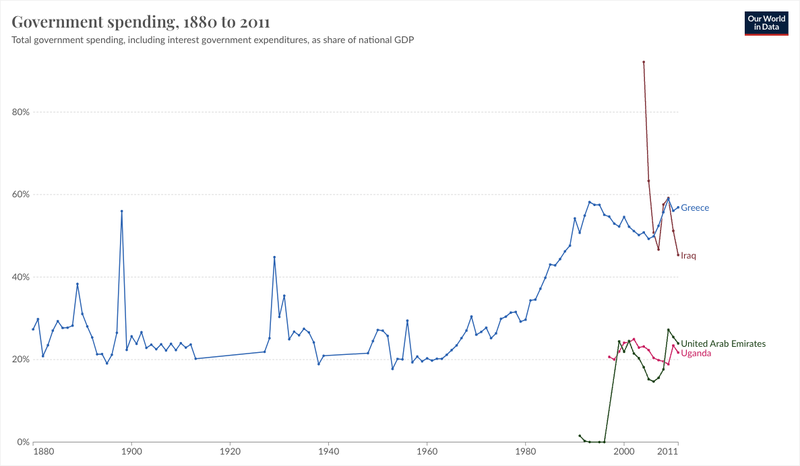 Government spending, 1880 to 2011
Our World
in Data
Total government spending, including interest government expenditures, as share of national GDP
80%
60%
Greece
40%
Iraq
United Arab Emirates
Uganda
20%
0%
1880 1900 1920 1940 1960 1980 2000 2011